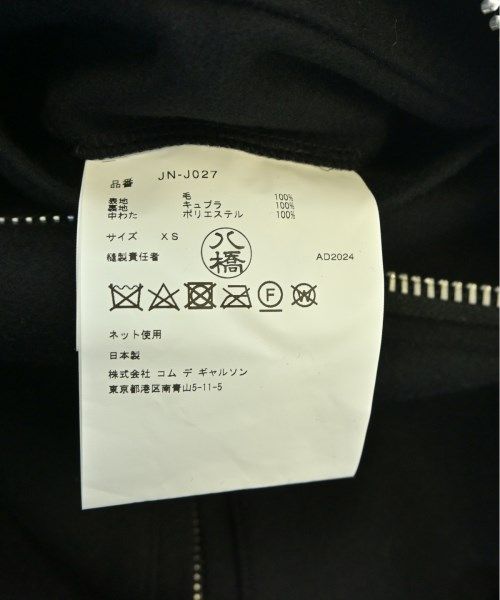 品番 JN-J027
表地 毛 100%
裏地 キュプラ 100%
中わた ポリエステル 100%
サイズ XS
縫製責任者 八橋 AD2024
F W
ネット使用
日本製
株式会社 コム デ ギャルソン
東京都港区南青山5-11-5